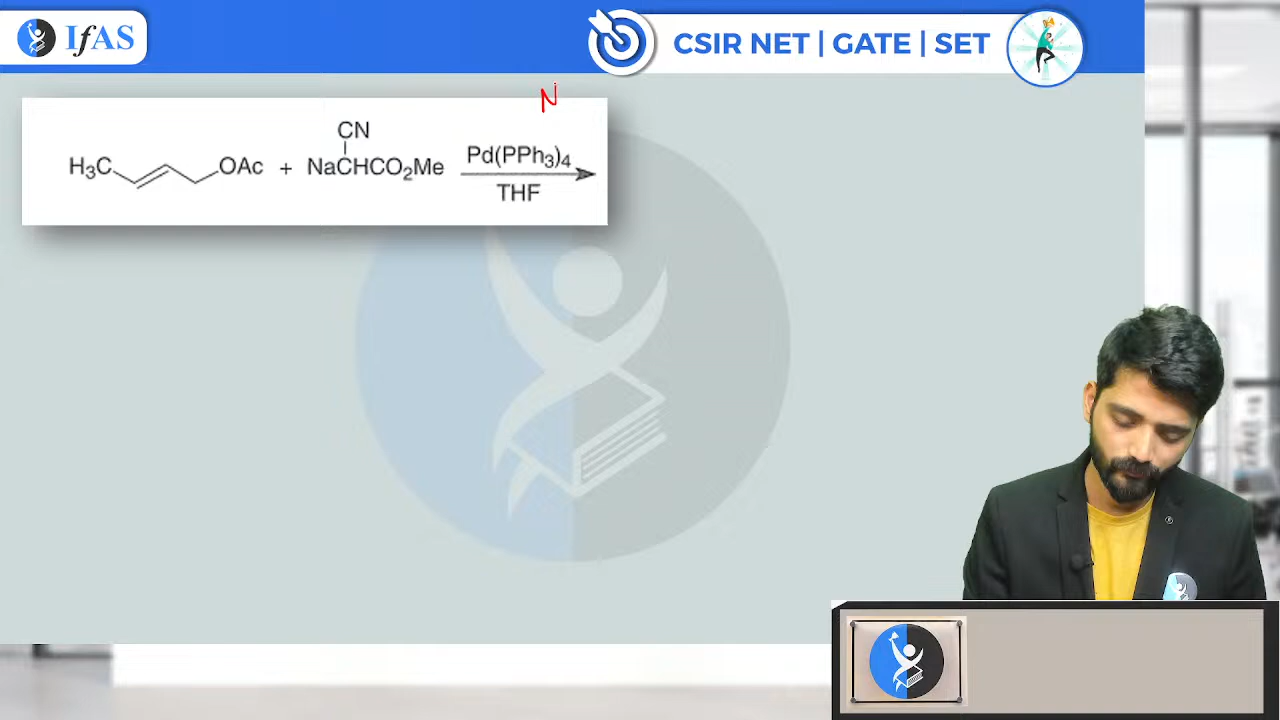 IfAS
CSIR NET | GATE | SET
N
CN
H3C OAc + NaCHCO2Me Pd(PPh3)4
THF